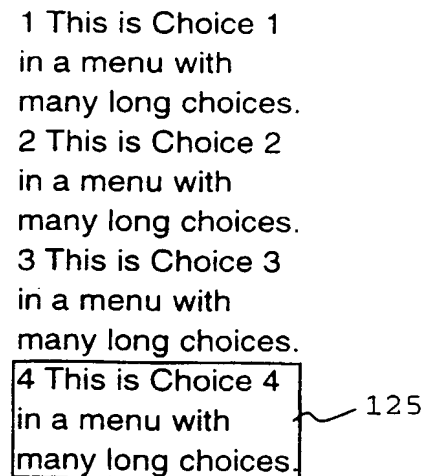 1 This is Choice 1
in a menu with
many long choices.
2 This is Choice 2
in a menu with
many long choices.
3 This is Choice 3
in a menu with
many long choices.
4 This is Choice 4
in a menu with
many long choices.
125